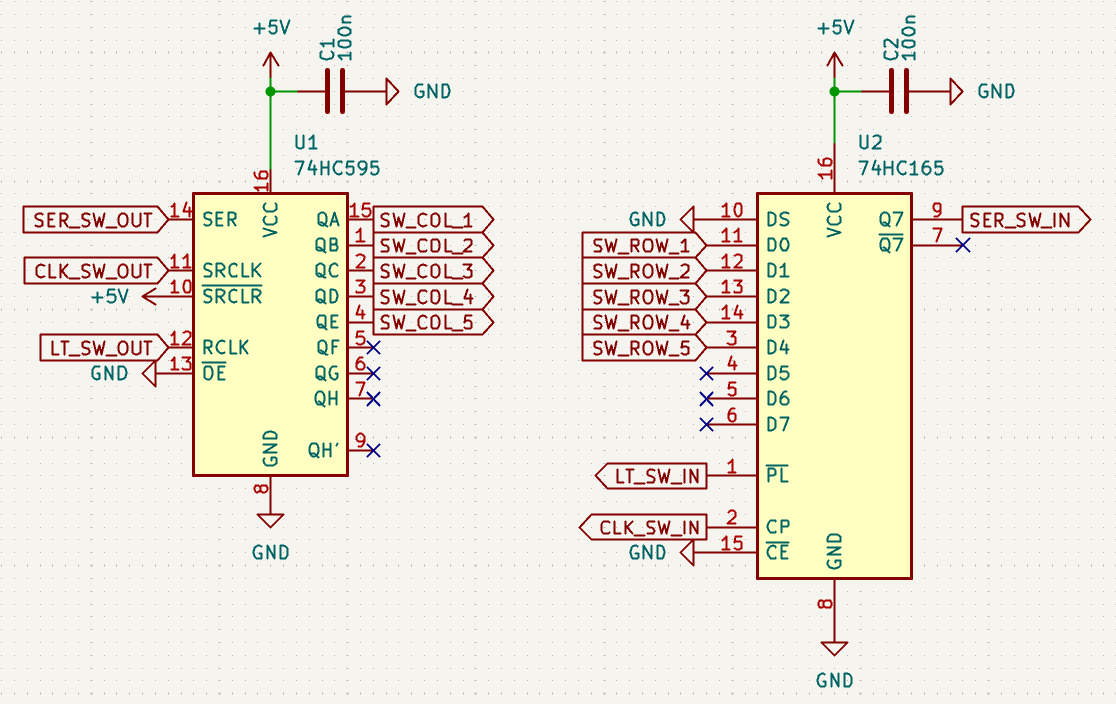 +5V
C1
100n
GND
U1
74HC595
16
VCC
SER_SW_OUT
14
SER
CLK_SW_OUT
11
SRCLK
+5V
10
SRCLR
LT_SW_OUT
12
RCLK
GND
13
OE
QA
15
SW_COL_1
QB
1
SW_COL_2
QC
2
SW_COL_3
QD
3
SW_COL_4
QE
4
SW_COL_5
QF
5
QG
6
QH
7
QH'
9
GND
8
GND
+5V
C2
100n
GND
U2
74HC165
16
VCC
GND
10
DS
SW_ROW_1
11
D0
SW_ROW_2
12
D1
SW_ROW_3
13
D2
SW_ROW_4
14
D3
SW_ROW_5
3
D4
4
D5
5
D6
6
D7
LT_SW_IN
1
PL
CLK_SW_IN
2
CP
GND
15
CE
Q7
9
SER_SW_IN
Q7
7
GND
8
GND